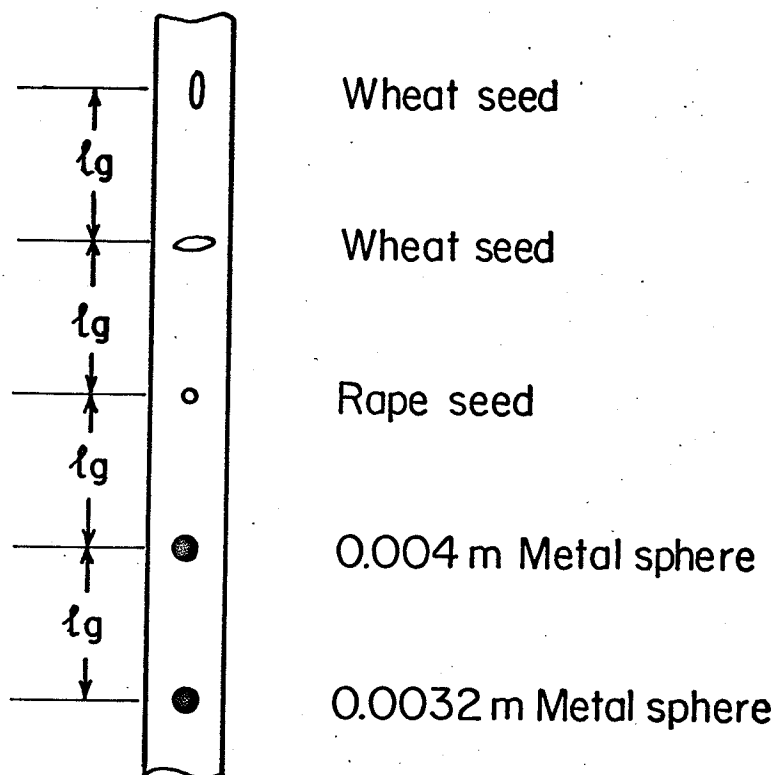 Wheat seed
lg
Wheat seed
lg
Rape seed
lg
0.004 m Metal sphere
lg
0.0032 m Metal sphere